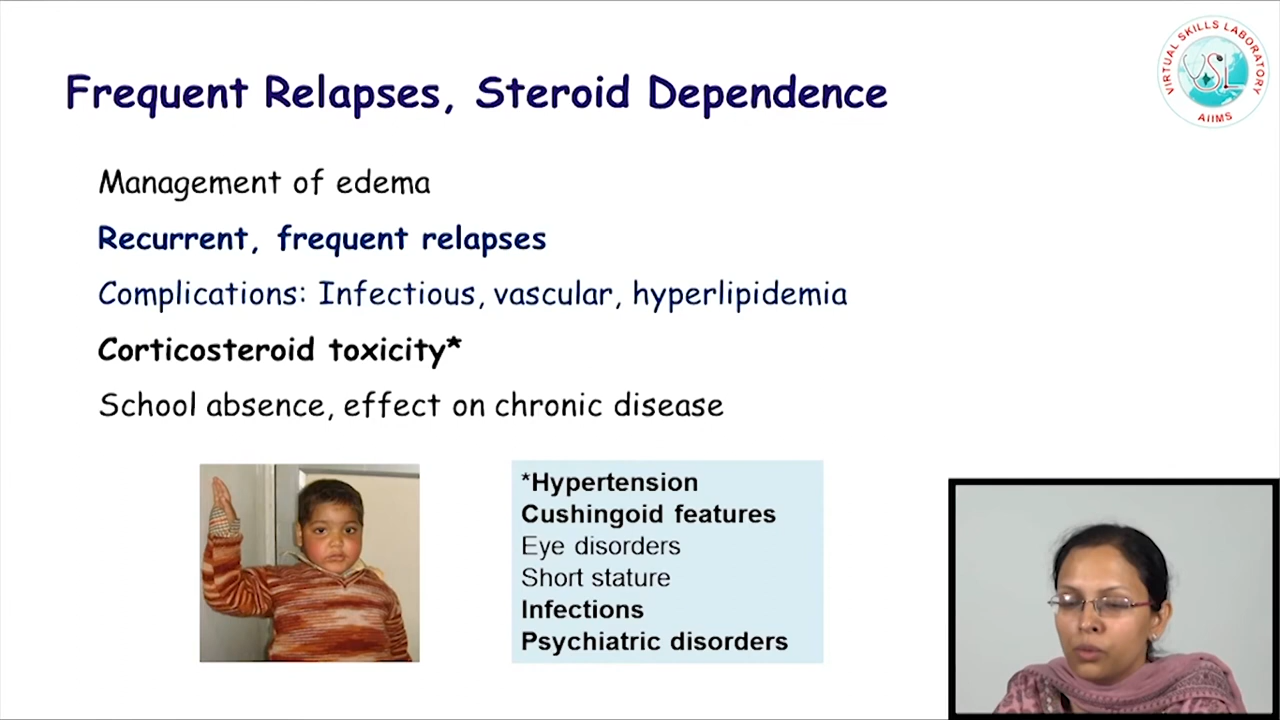 VIRTUAL SKILLS LABORATORY
VSL
AIIMS
Frequent Relapses, Steroid Dependence
Management of edema
Recurrent, frequent relapses
Complications: Infectious, vascular, hyperlipidemia
Corticosteroid toxicity*
School absence, effect on chronic disease
*Hypertension
Cushingoid features
Eye disorders
Short stature
Infections
Psychiatric disorders